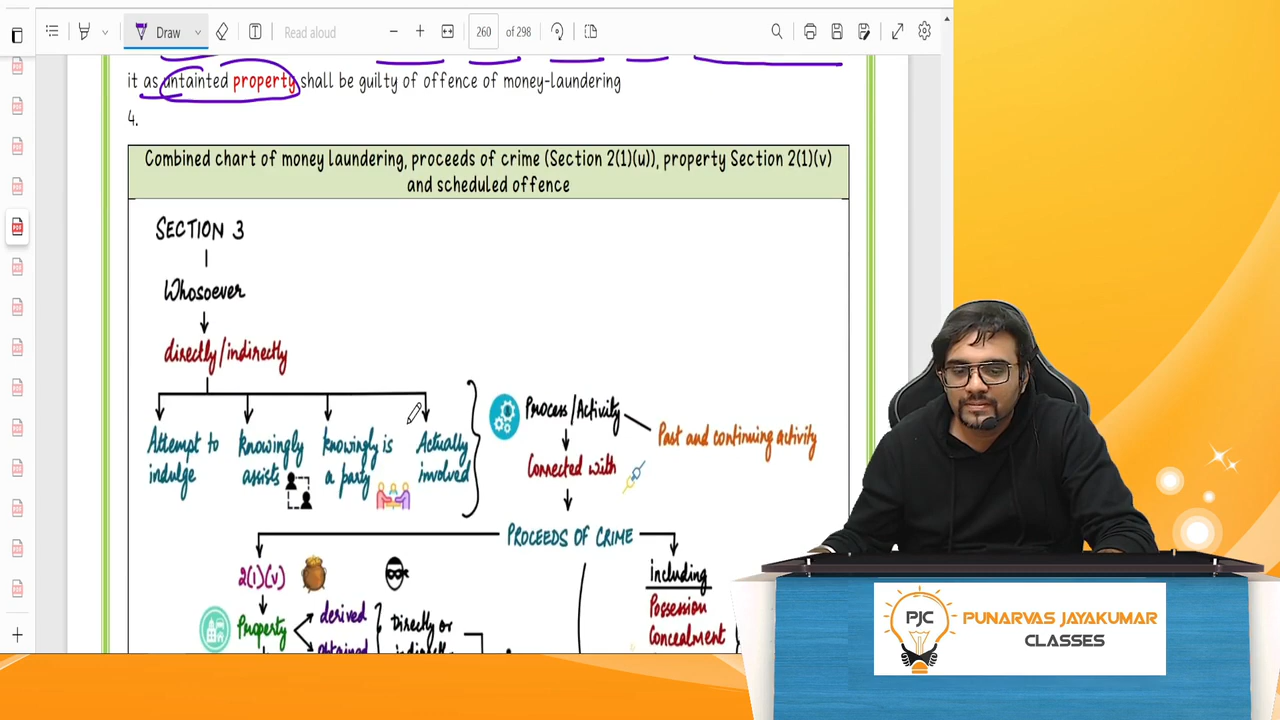 Draw
Read aloud
260 of 298
it as untainted property shall be guilty of offence of money-laundering
4.
Combined chart of money laundering, proceeds of crime (Section 2(1)(u)), property Section 2(1)(v)
and scheduled offence
SECTION 3
Whosoever
directly/indirectly
Attempt to
indulge
Knowingly
assists
Knowingly is
a party
Actually
involved
Process/Activity
Past and continuing activity
Connected with
PROCEEDS OF CRIME
2(1)(v)
Property
derived
obtained
Directly or
indirectly
including
Possession
Concealment
PJC
PUNARVAS JAYAKUMAR
CLASSES